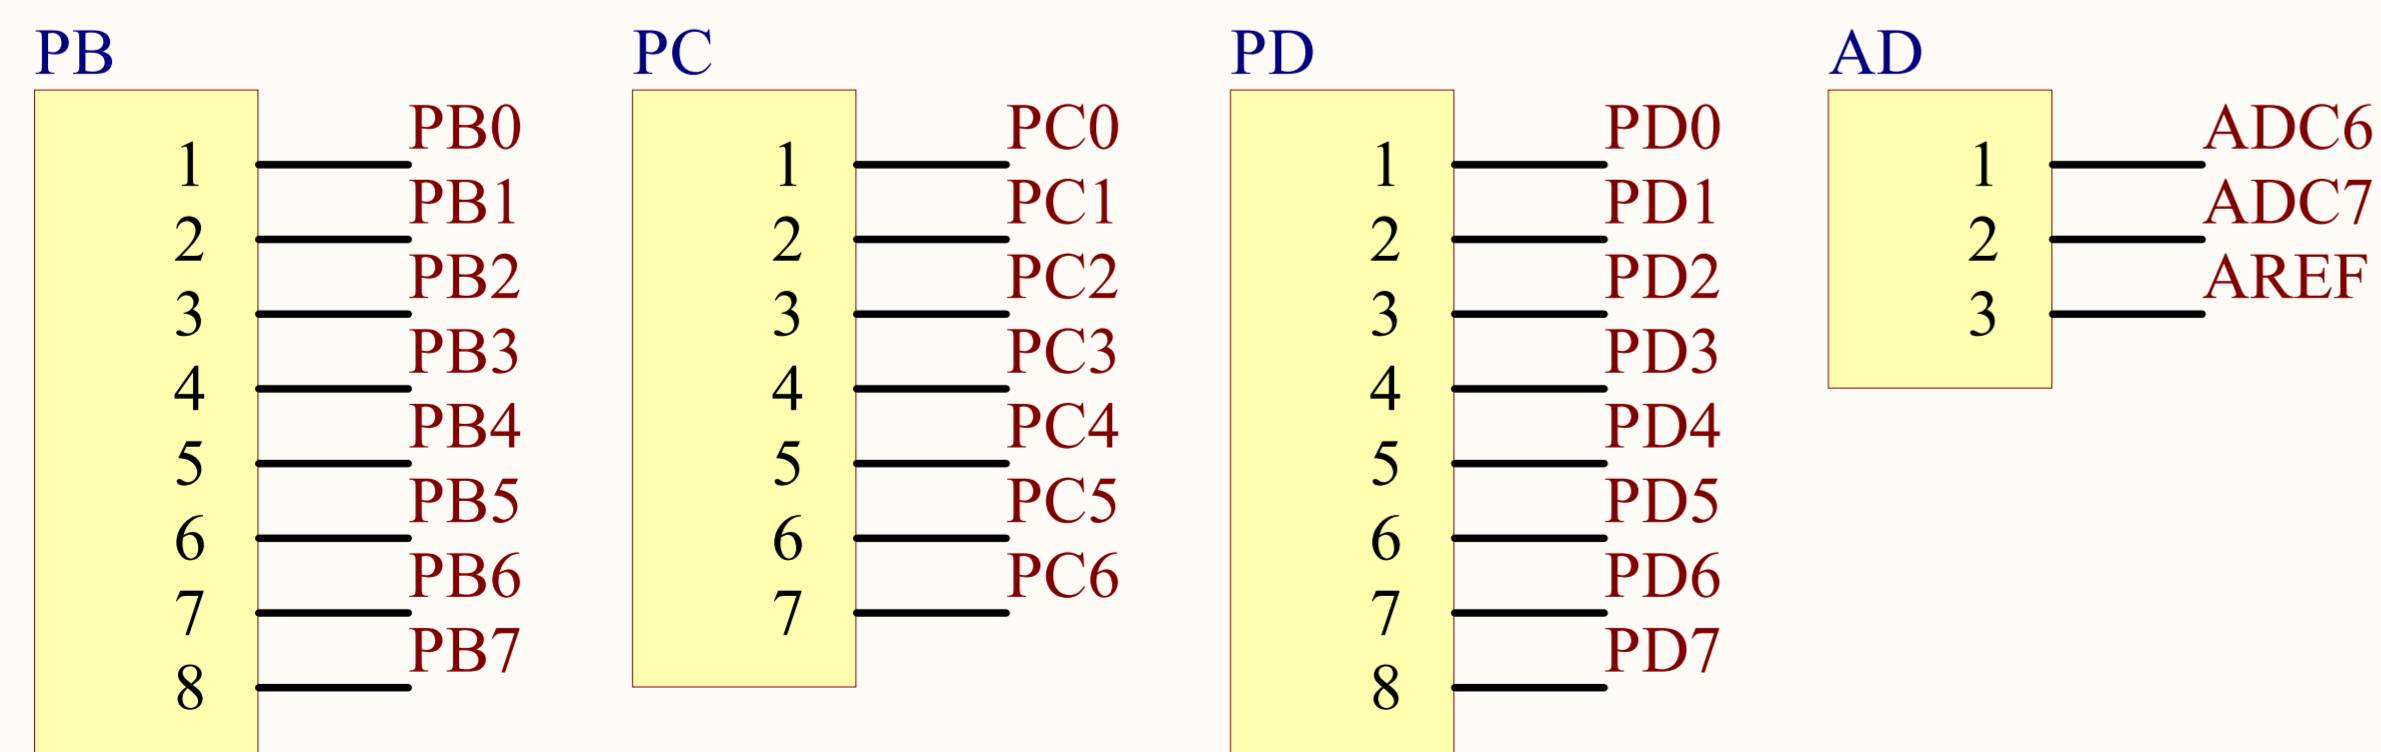 PB
1 PB0
2 PB1
3 PB2
4 PB3
5 PB4
6 PB5
7 PB6
8 PB7
PC
1 PC0
2 PC1
3 PC2
4 PC3
5 PC4
6 PC5
7 PC6
PD
1 PD0
2 PD1
3 PD2
4 PD3
5 PD4
6 PD5
7 PD6
8 PD7
AD
1 ADC6
2 ADC7
3 AREF